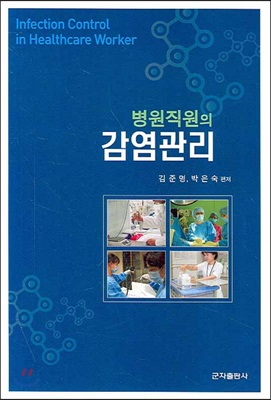 Infection Control
in Healthcare Worker
병원직원의
감염관리
김준명, 박은숙 편저
군자출판사